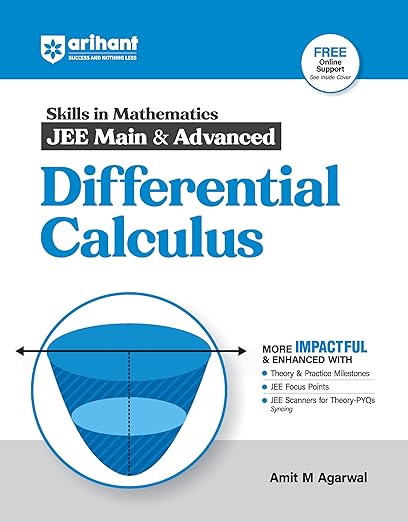 arihant
SUCCESS AND NOTHING LESS
FREE
Online
Support
See Inside Cover
Skills in Mathematics
JEE Main & Advanced
Differential
Calculus
MORE IMPACTFUL
& ENHANCED WITH
Theory & Practice Milestones
JEE Focus Points
JEE Scanners for Theory-PYQs
Syncing
Amit M Agarwal